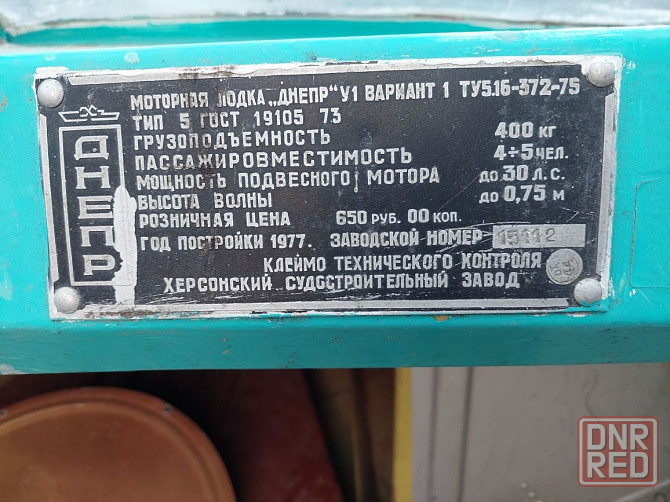 ДНЕПР
МОТОРНАЯ ЛОДКА „ДНЕПР“ У1 ВАРИАНТ 1 ТУ5.16-372-75
ТИП 5 ГОСТ 19105 73
ГРУЗОПОДЪЕМНОСТЬ 400 КГ
ПАССАЖИРОВМЕСТИМОСТЬ 4÷5 ЧЕЛ.
МОЩНОСТЬ ПОДВЕСНОГО МОТОРА ДО 30 Л.С.
ВЫСОТА ВОЛНЫ ДО 0,75 М
РОЗНИЧНАЯ ЦЕНА 650 РУБ. 00 КОП.
ГОД ПОСТРОЙКИ 1977. ЗАВОДСКОЙ НОМЕР 15112
КЛЕЙМО ТЕХНИЧЕСКОГО КОНТРОЛЯ
ХЕРСОНСКИЙ СУДОСТРОИТЕЛЬНЫЙ ЗАВОД
DNR
RED